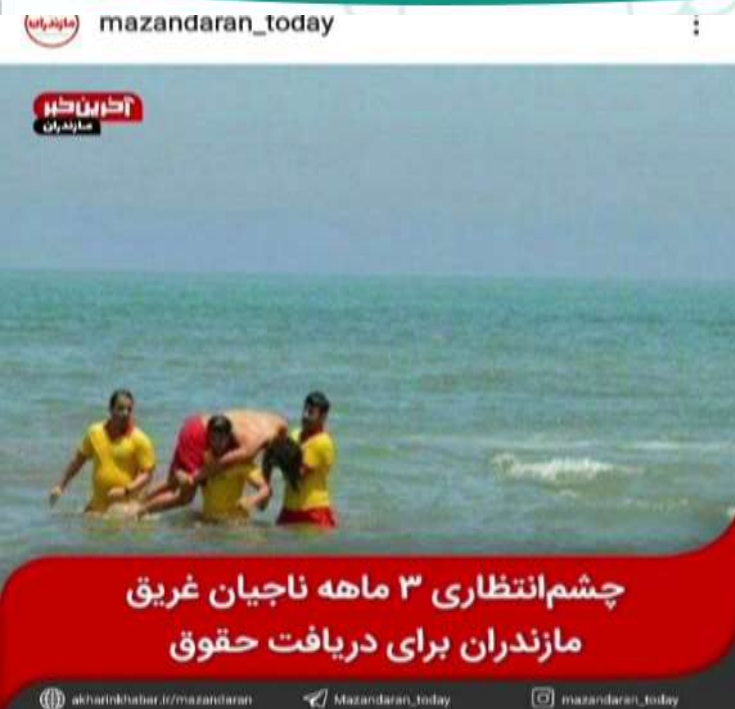 مازندران
mazandaran_today
آخرین خبر
مازندران
چشم‌انتظاری ۳ ماهه ناجیان غریق
مازندران برای دریافت حقوق
akharinkhabar.ir/mazandaran
Mazandaran_today
mazandaran_today